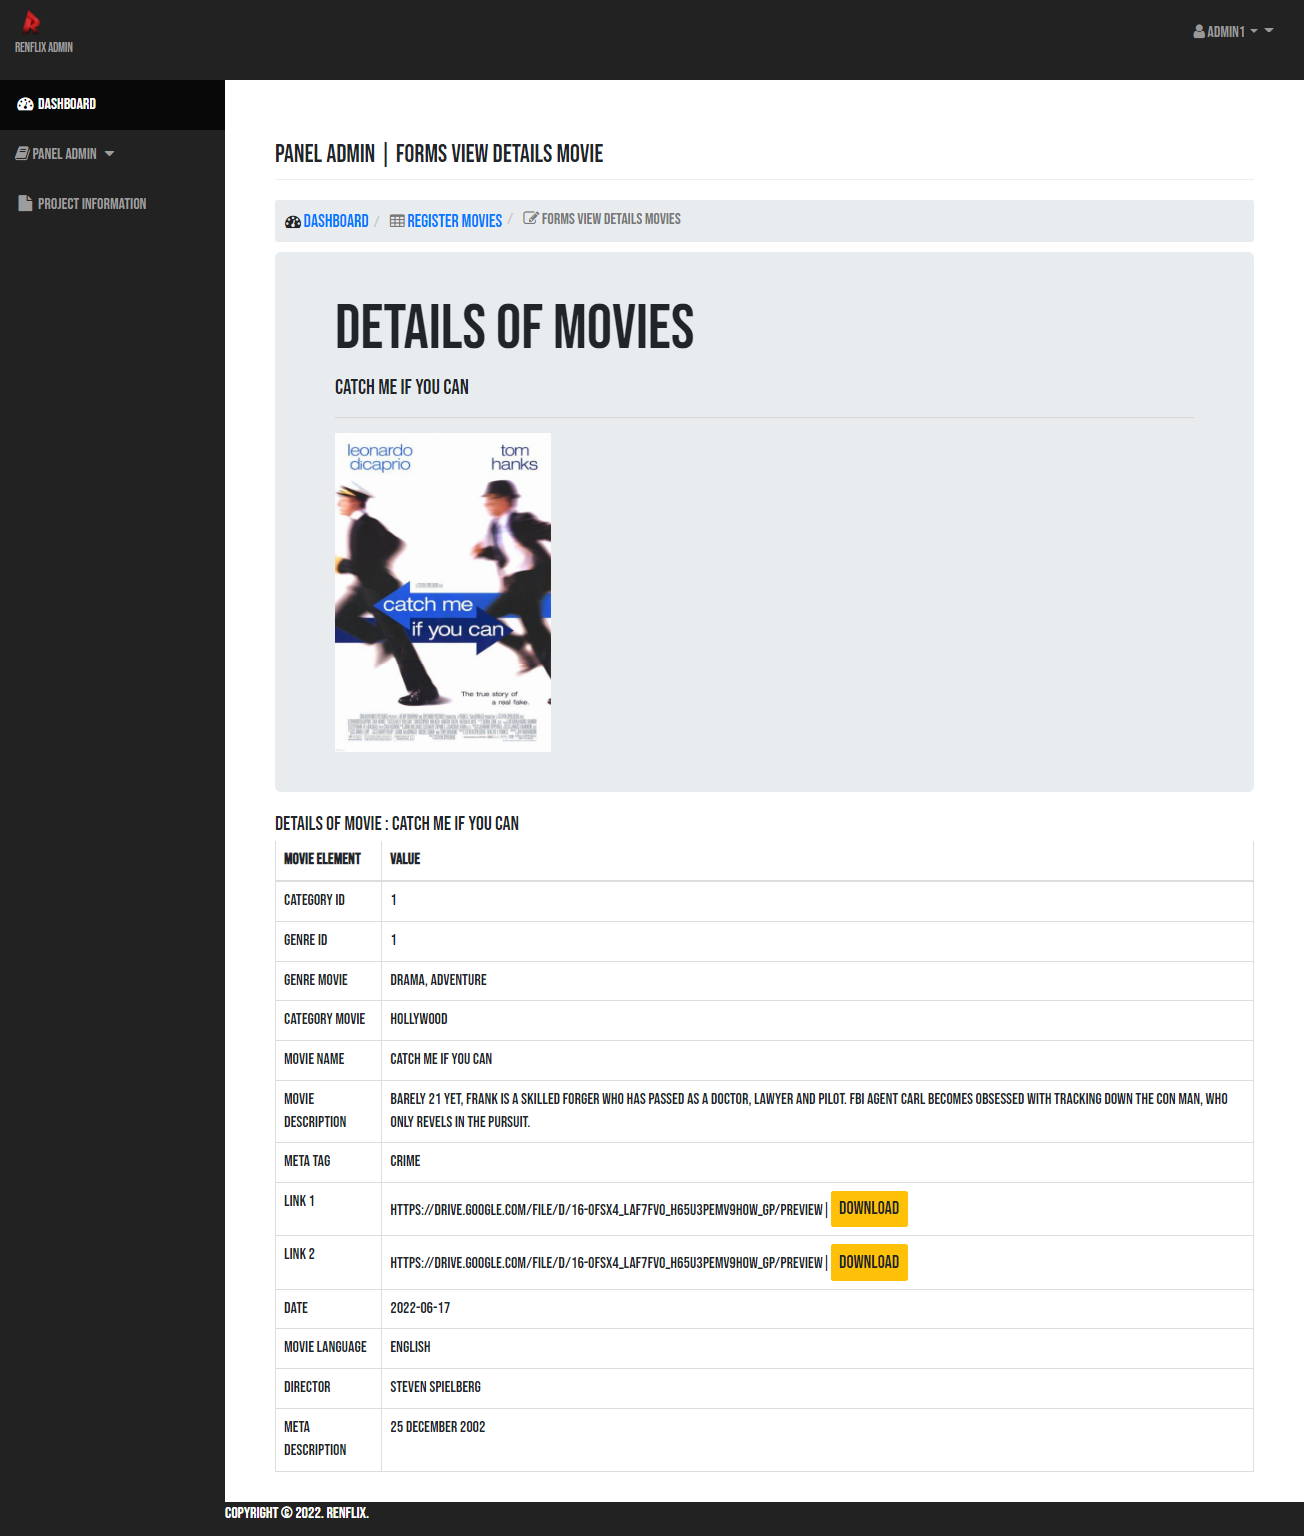 RENFLIX ADMIN
ADMIN1
DASHBOARD
PANEL ADMIN
PROJECT INFORMATION
PANEL ADMIN | FORMS VIEW DETAILS MOVIE
DASHBOARD / REGISTER MOVIES / FORMS VIEW DETAILS MOVIES
DETAILS OF MOVIES
CATCH ME IF YOU CAN
leonardo dicaprio
tom hanks
catch me
if you can
The true story of
a real fake.
DETAILS OF MOVIE : CATCH ME IF YOU CAN
MOVIE ELEMENT VALUE
CATEGORY ID 1
GENRE ID 1
GENRE MOVIE DRAMA, ADVENTURE
CATEGORY MOVIE HOLLYWOOD
MOVIE NAME CATCH ME IF YOU CAN
MOVIE DESCRIPTION BARELY 21 YET, FRANK IS A SKILLED FORGER WHO HAS PASSED AS A DOCTOR, LAWYER AND PILOT. FBI AGENT CARL BECOMES OBSESSED WITH TRACKING DOWN THE CON MAN, WHO
ONLY REVELS IN THE PURSUIT.
META TAG CRIME
LINK 1 HTTPS://DRIVE.GOOGLE.COM/FILE/D/16-OFSX4_LAF7FVO_H65U3PEMV9HOW_GP/PREVIEW | DOWNLOAD
LINK 2 HTTPS://DRIVE.GOOGLE.COM/FILE/D/16-OFSX4_LAF7FVO_H65U3PEMV9HOW_GP/PREVIEW | DOWNLOAD
DATE 2022-06-17
MOVIE LANGUAGE ENGLISH
DIRECTOR STEVEN SPIELBERG
META DESCRIPTION 25 DECEMBER 2002
COPYRIGHT © 2022. RENFLIX.